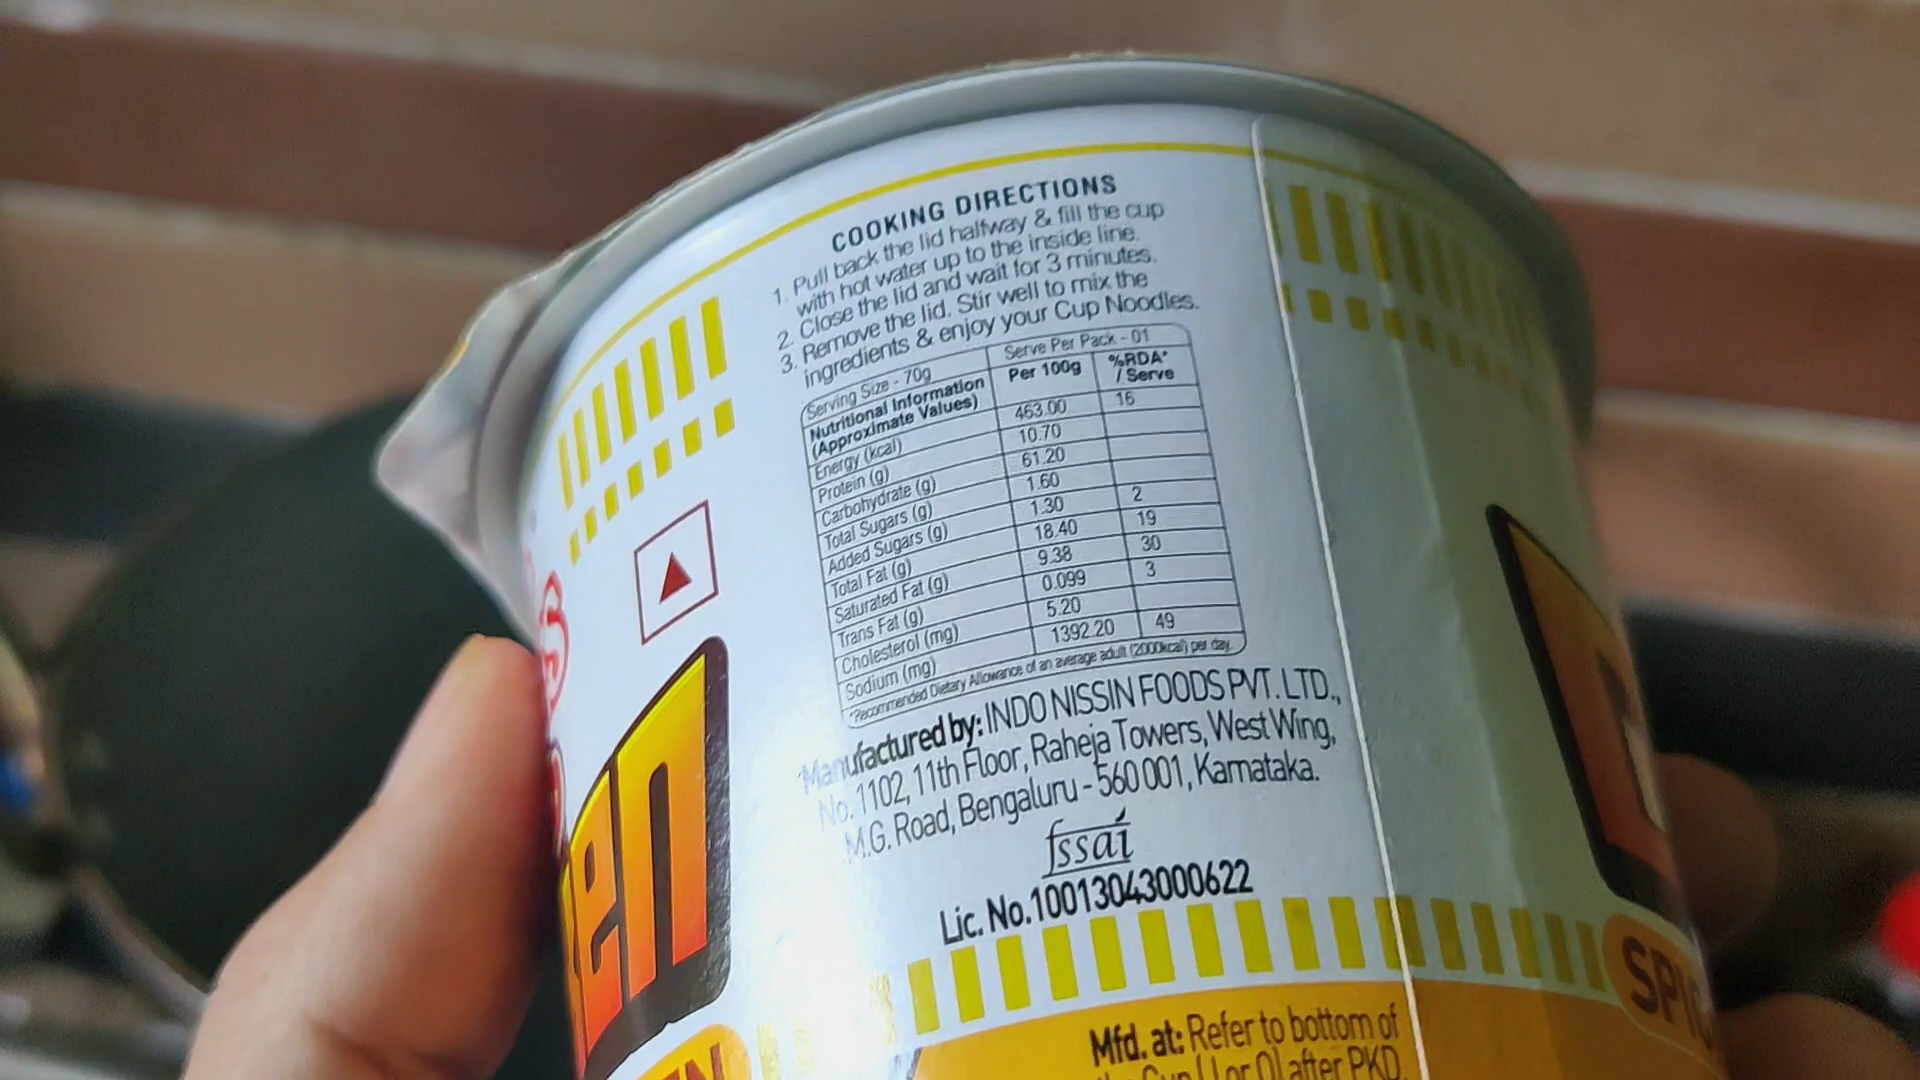 COOKING DIRECTIONS
1. Pull back the lid halfway & fill the cup
with hot water up to the inside line.
2. Close the lid and wait for 3 minutes.
3. Remove the lid. Stir well to mix the
ingredients & enjoy your Cup Noodles.
Serving Size - 70g Serve Per Pack - 01
Nutritional Information
(Approximate Values) Per 100g %RDA* / Serve
Energy (kcal) 463.00 16
Protein (g) 10.70
Carbohydrate (g) 61.20
Total Sugars (g) 1.60
Added Sugars (g) 1.30 2
Total Fat (g) 18.40 19
Saturated Fat (g) 9.38 30
Trans Fat (g) 0.099 3
Cholesterol (mg) 5.20
Sodium (mg) 1392.20 49
*Recommended Dietary Allowance of an average adult (2000kcal) per day.
Manufactured by: INDO NISSIN FOODS PVT. LTD.,
No. 1102, 11th Floor, Raheja Towers, West Wing,
M.G. Road, Bengaluru - 560 001, Karnataka.
fssai
Lic. No.10013043000622
Mfd. at: Refer to bottom of
the Cup (I or O) after PKD.